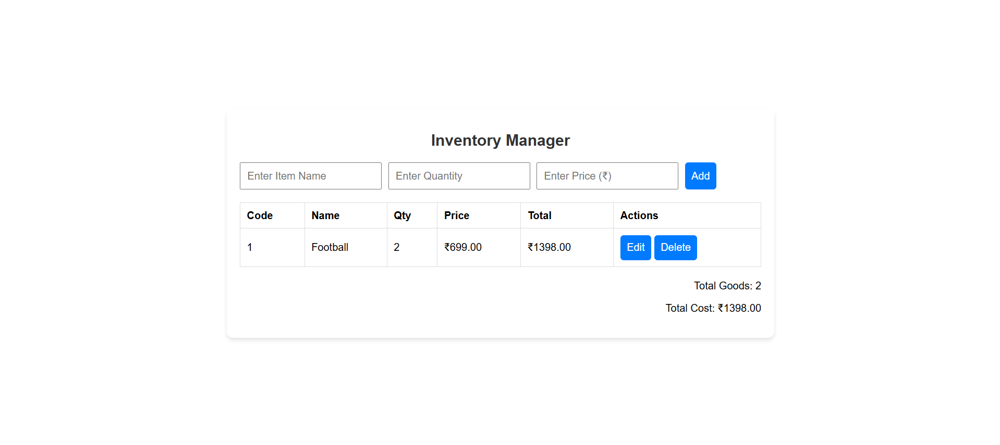 Inventory Manager
Enter Item Name Enter Quantity Enter Price (₹) Add
Code Name Qty Price Total Actions
1 Football 2 ₹699.00 ₹1398.00 Edit Delete
Total Goods: 2
Total Cost: ₹1398.00